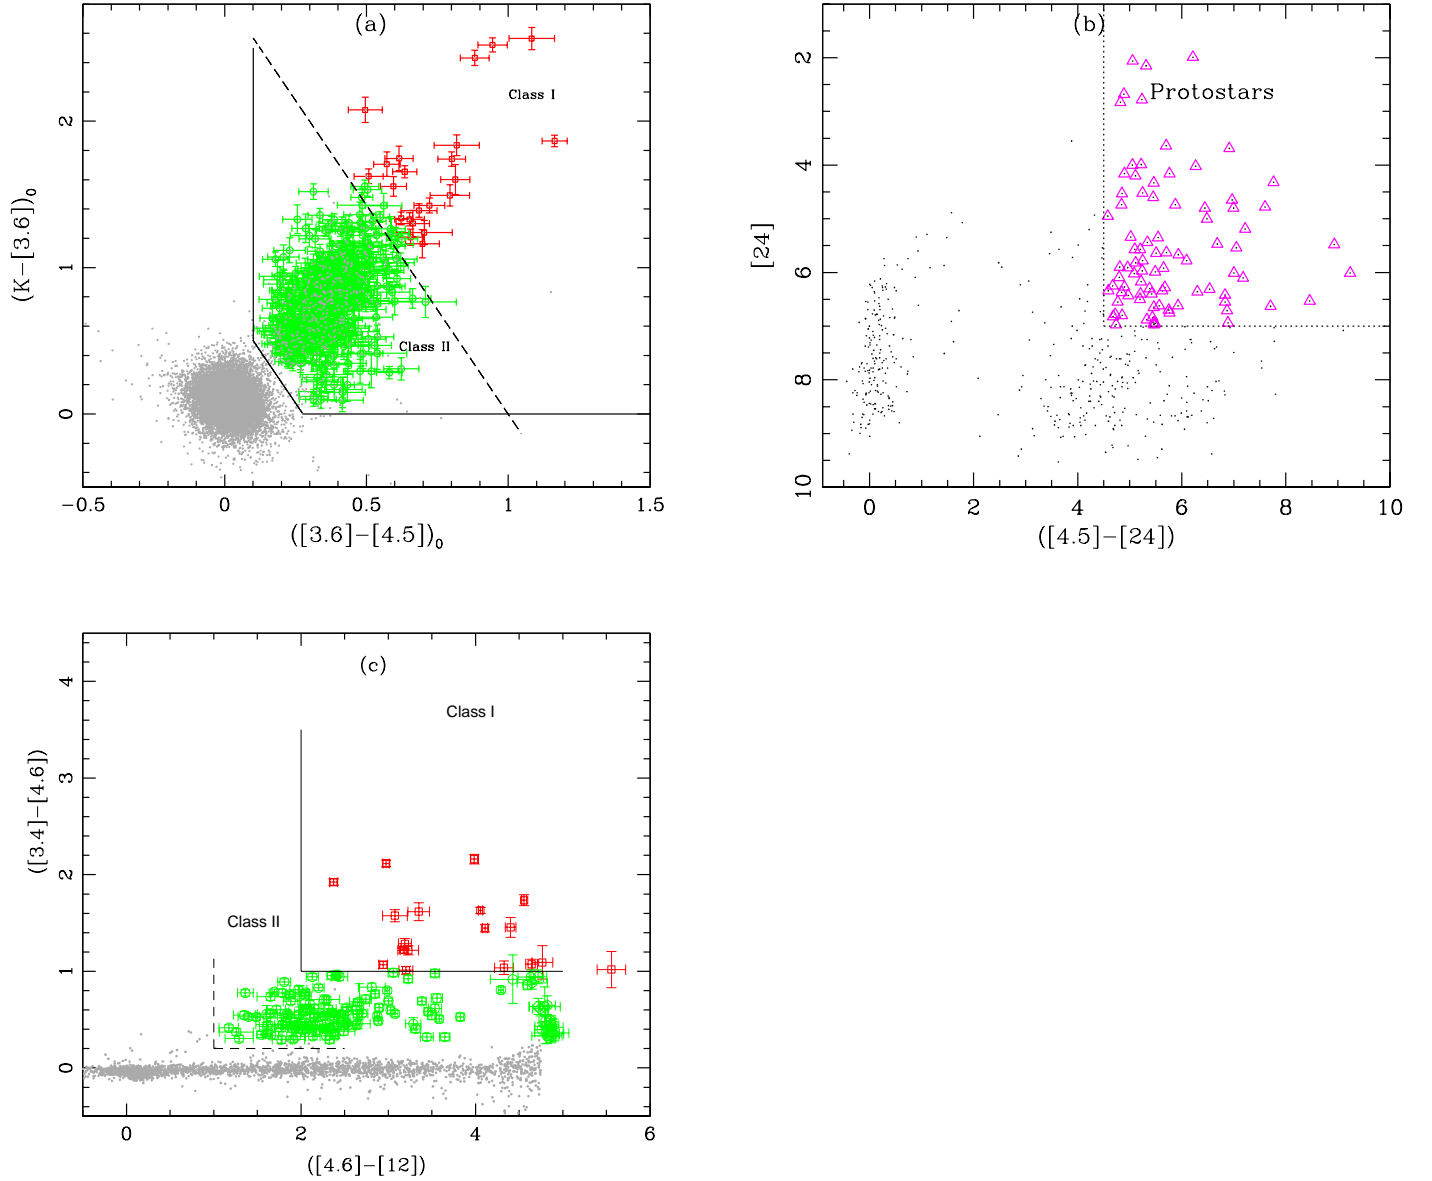 (a)
Class I
Class II
2
1
0
(K−[3.6])₀
−0.5 0 0.5 1 1.5
([3.6]−[4.5])₀
(b)
Protostars
2
4
6
8
10
[24]
0 2 4 6 8 10
([4.5]−[24])
(c)
Class I
Class II
4
3
2
1
0
([3.4]−[4.6])
0 2 4 6
([4.6]−[12])